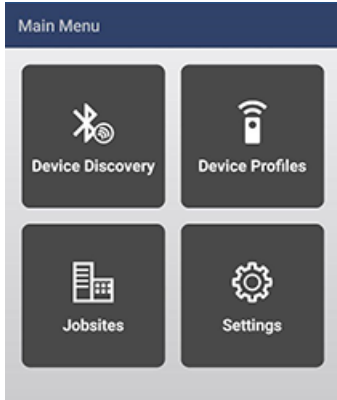 Main Menu
Device Discovery
Device Profiles
Jobsites
Settings